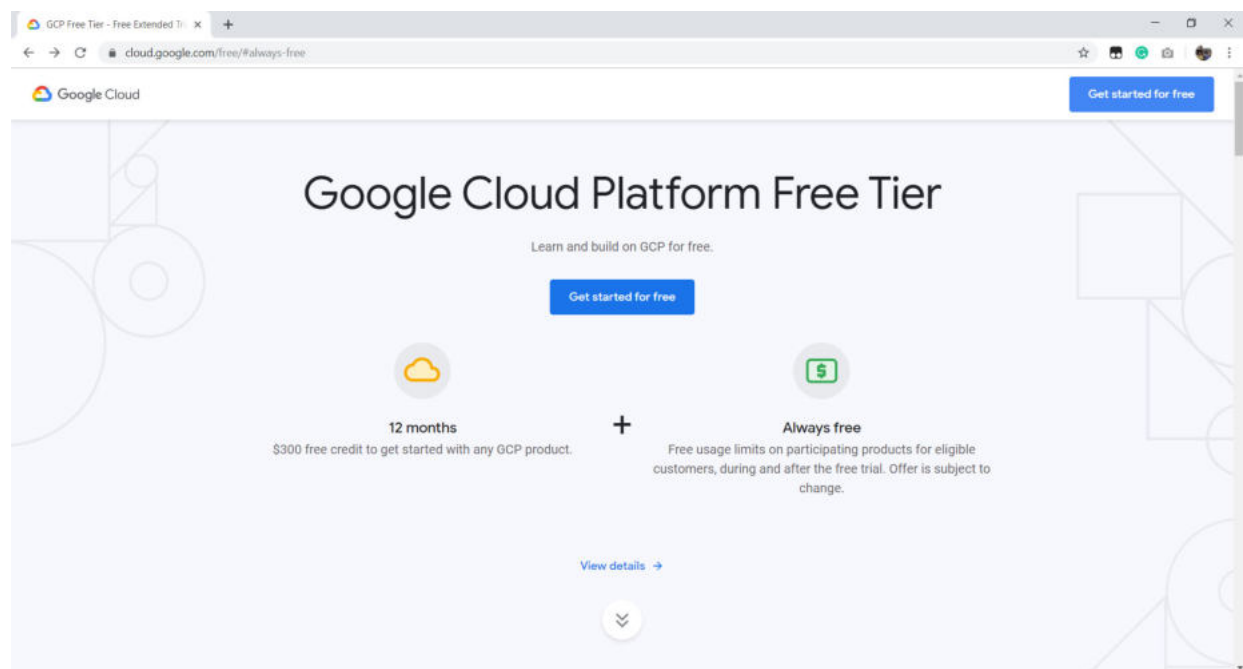 GCP Free Tier - Free Extended Tri
cloud.google.com/free/#always-free
Google Cloud
Get started for free
Google Cloud Platform Free Tier
Learn and build on GCP for free.
Get started for free
12 months
$300 free credit to get started with any GCP product.
+
Always free
Free usage limits on participating products for eligible
customers, during and after the free trial. Offer is subject to
change.
View details →